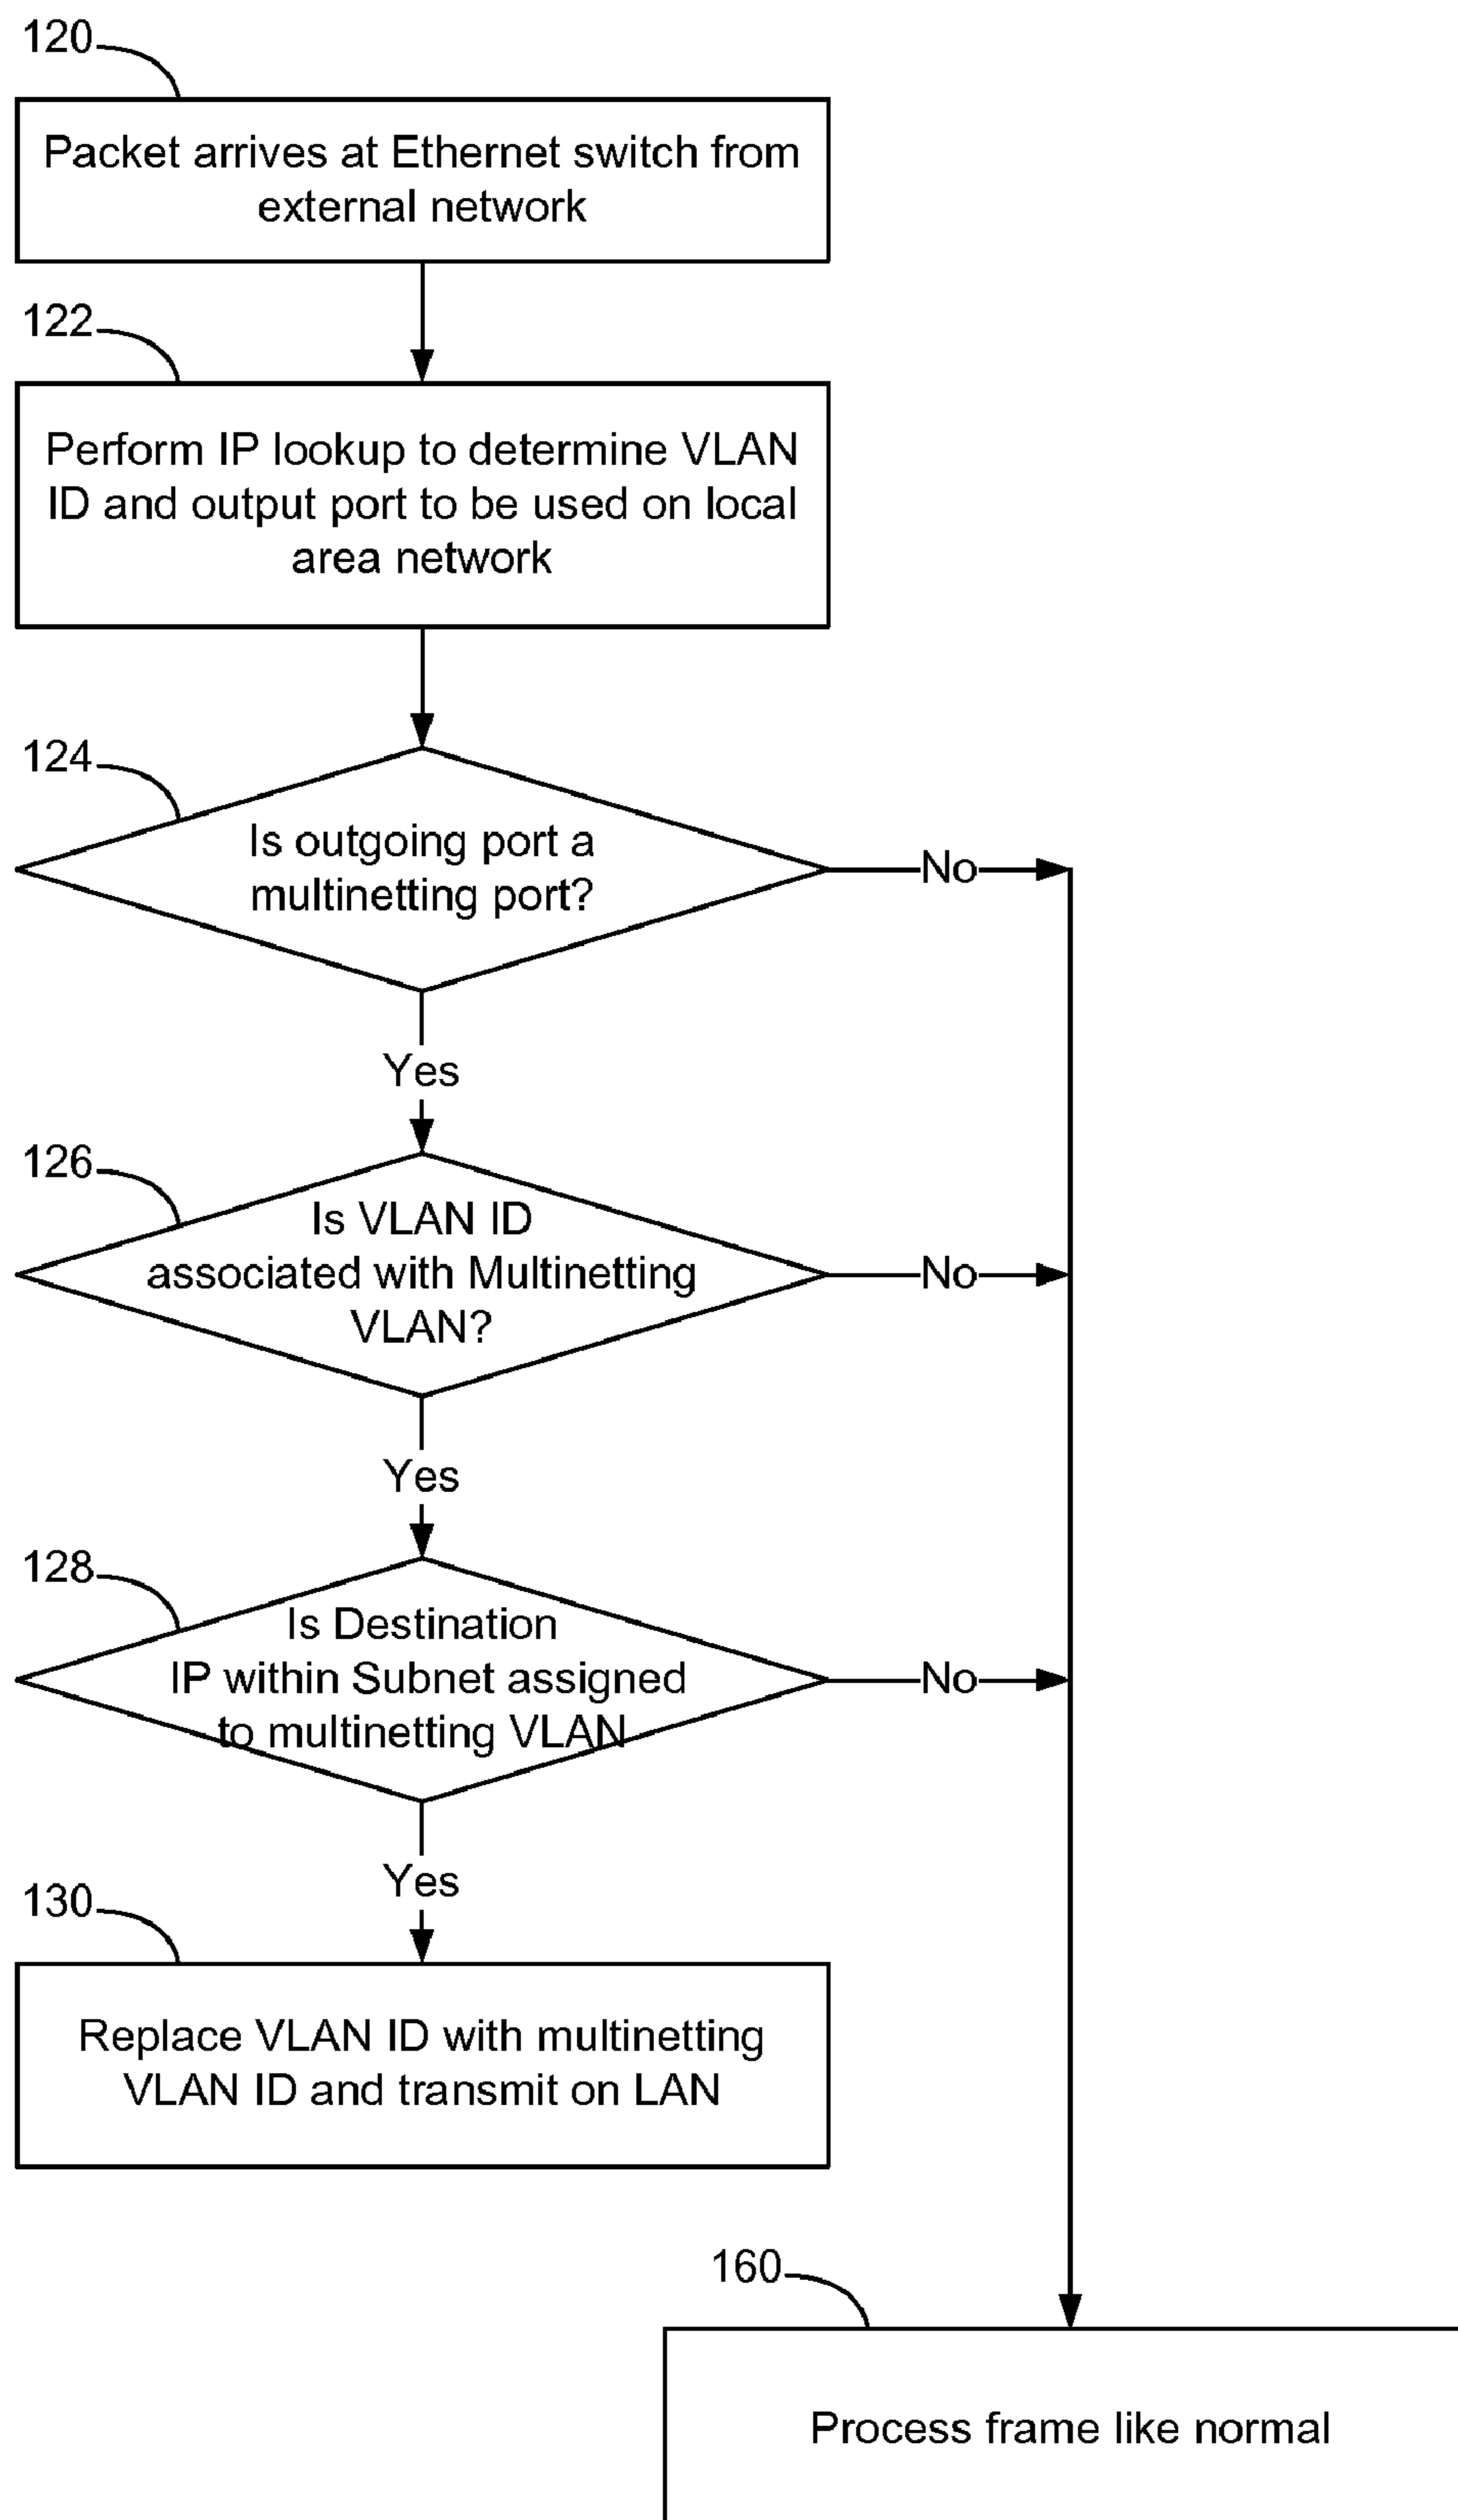 120
Packet arrives at Ethernet switch from
external network
122
Perform IP lookup to determine VLAN
ID and output port to be used on local
area network
124
Is outgoing port a
multinetting port?
No
Yes
126
Is VLAN ID
associated with Multinetting
VLAN?
No
Yes
128
Is Destination
IP within Subnet assigned
to multinetting VLAN
No
Yes
130
Replace VLAN ID with multinetting
VLAN ID and transmit on LAN
160
Process frame like normal